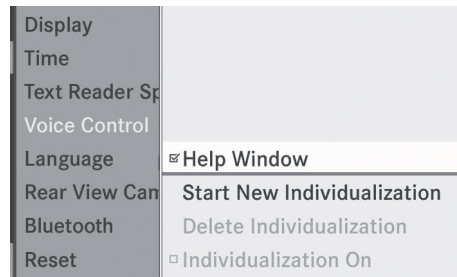 Display
Time
Text Reader Sp
Voice Control
Language
Rear View Cam
Bluetooth
Reset
Help Window
Start New Individualization
Delete Individualization
Individualization On